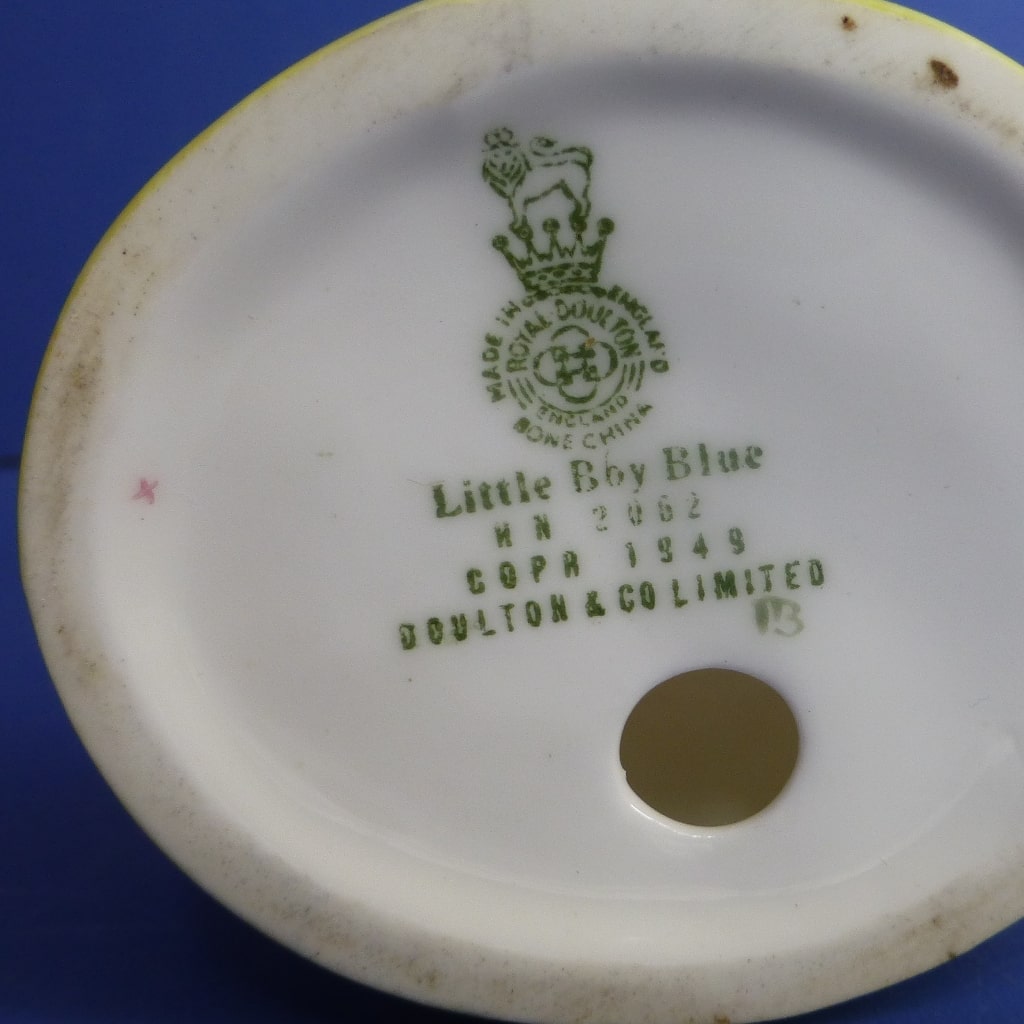 MADE IN ENGLAND
ROYAL DOULTON
ENGLAND
BONE CHINA
Little Boy Blue
HN 2062
COPR 1949
DOULTON & CO LIMITED
B